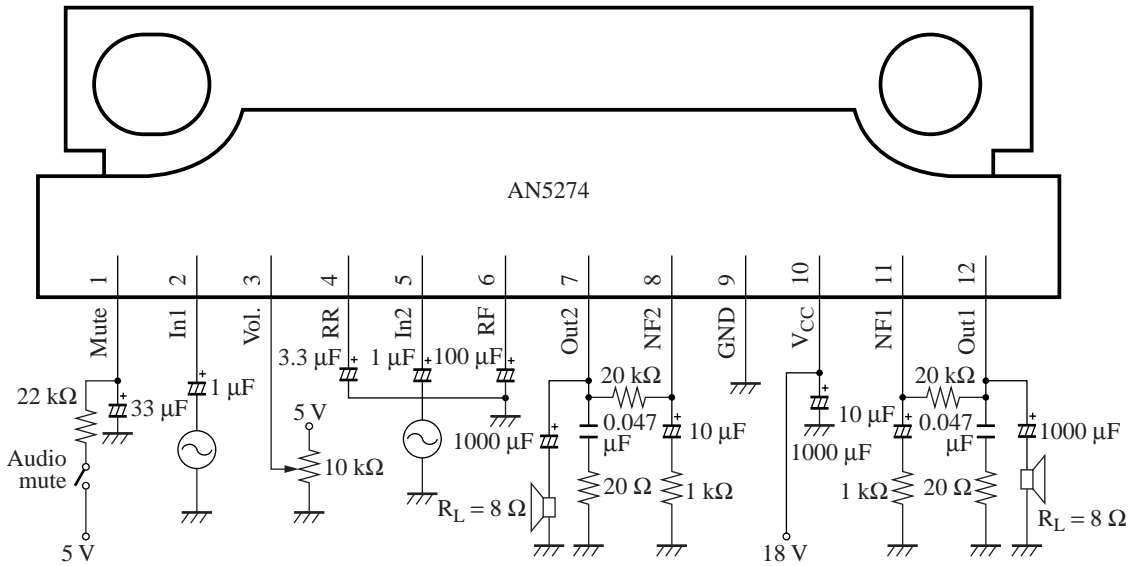 AN5274
1 2 3 4 5 6 7 8 9 10 11 12
Mute In1 Vol. RR In2 RF Out2 NF2 GND VCC NF1 Out1
3.3 μF 1 μF 100 μF
22 kΩ 33 μF 1 μF
20 kΩ 20 kΩ
5 V
1000 μF 0.047 μF 10 μF
1000 μF 10 μF 0.047 μF 1000 μF
Audio mute
10 kΩ
20 Ω 1 kΩ 1 kΩ 20 Ω
RL = 8 Ω RL = 8 Ω
5 V 18 V